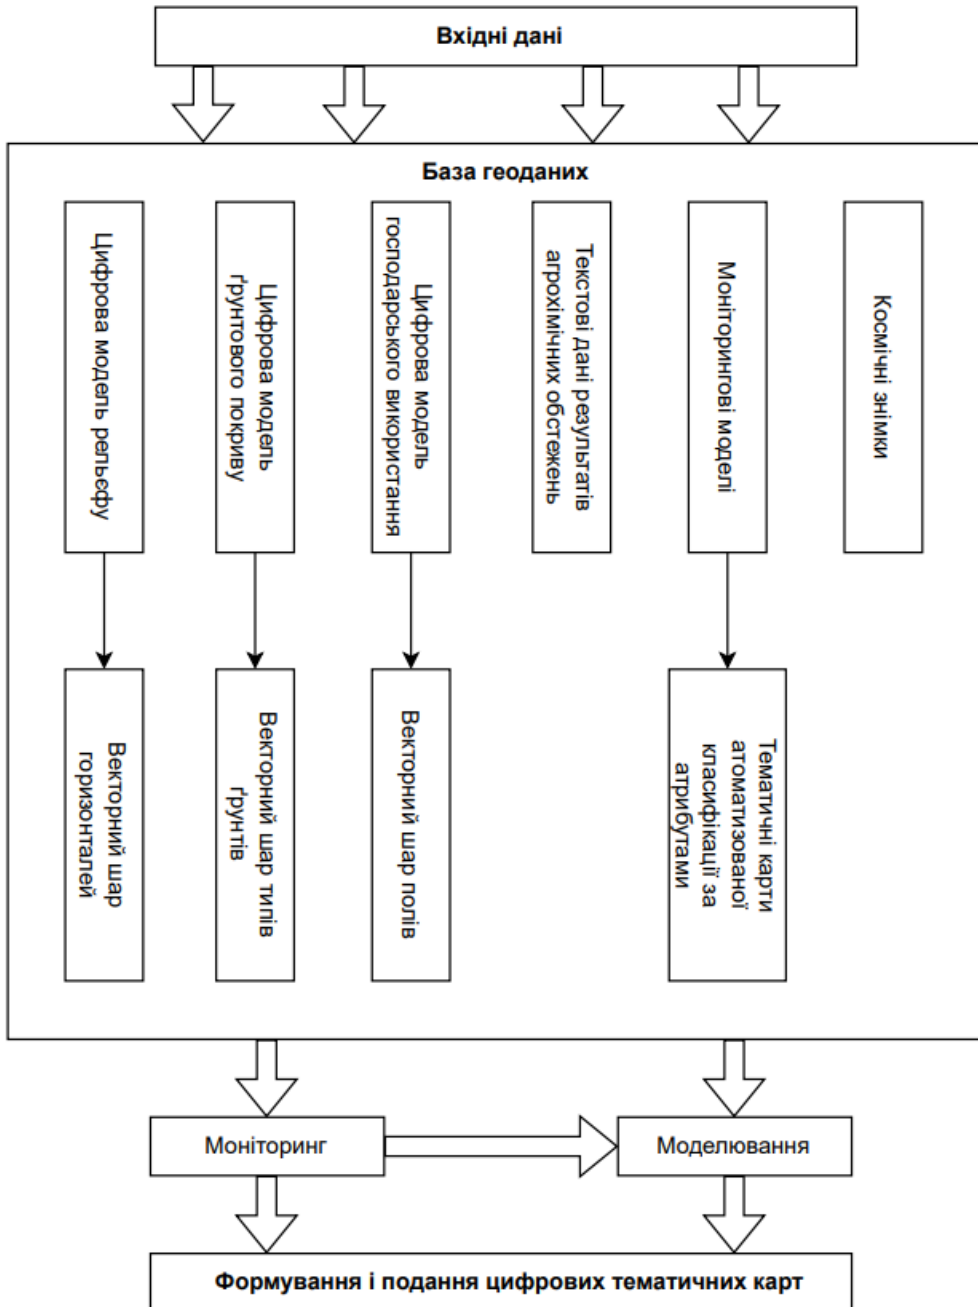 Вхідні дані
База геоданих
Цифрова модель рельєфу
Цифрова модель
ґрунтового покриву
Цифрова модель
господарського використання
Текстові дані результатів
агрохімічних обстежень
Моніторингові моделі
Космічні знімки
Векторний шар
горизонталей
Векторний шар типів
ґрунтів
Векторний шар полів
Тематичні карти
атоматизованої
класифікації за
атрибутами
Моніторинг
Моделювання
Формування і подання цифрових тематичних карт